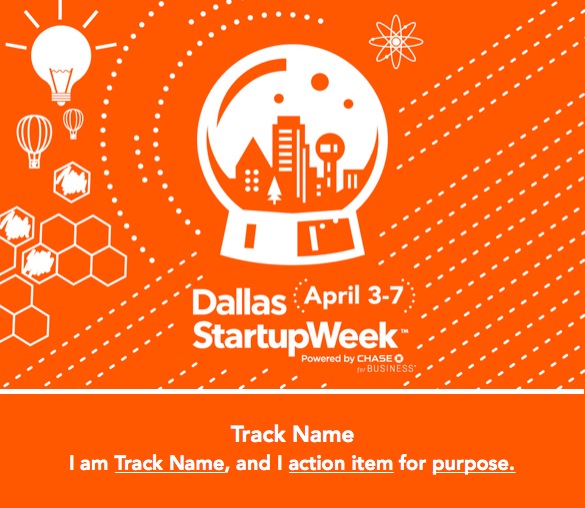 Dallas April 3-7
StartupWeek™
Powered by CHASE
for BUSINESS®
Track Name
I am Track Name, and I action item for purpose.